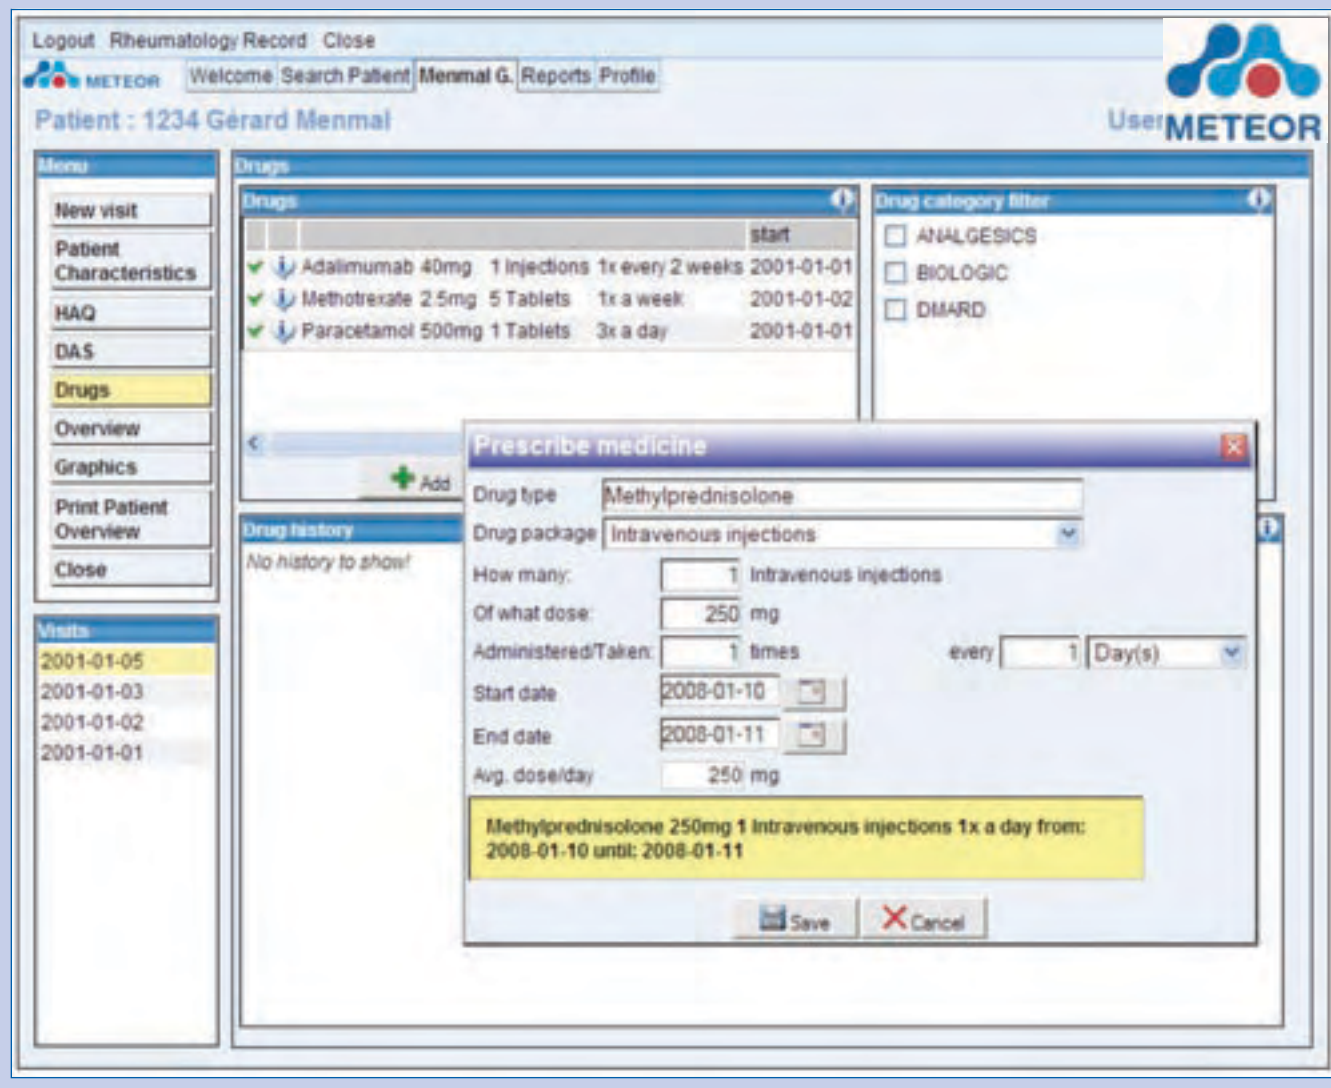 Logout Rheumatology Record Close
METEOR Welcome Search Patient Menmal G. Reports Profile
Patient : 1234 Gérard Menmal
User
METEOR
Menu
New visit
Patient
Characteristics
HAQ
DAS
Drugs
Overview
Graphics
Print Patient
Overview
Close
Visits
2001-01-05
2001-01-03
2001-01-02
2001-01-01
Drugs
Drugs
start
Adalimumab 40mg 1 Injections 1x every 2 weeks 2001-01-01
Methotrexate 2.5mg 5 Tablets 1x a week 2001-01-02
Paracetamol 500mg 1 Tablets 3x a day 2001-01-01
Add
Drug category filter
ANALGESICS
BIOLOGIC
DMARD
Drug history
No history to show!
Prescribe medicine
Drug type Methylprednisolone
Drug package Intravenous injections
How many: 1 Intravenous injections
Of what dose: 250 mg
Administered/Taken: 1 times every 1 Day(s)
Start date 2008-01-10
End date 2008-01-11
Avg. dose/day 250 mg
Methylprednisolone 250mg 1 Intravenous injections 1x a day from:
2008-01-10 until: 2008-01-11
Save Cancel